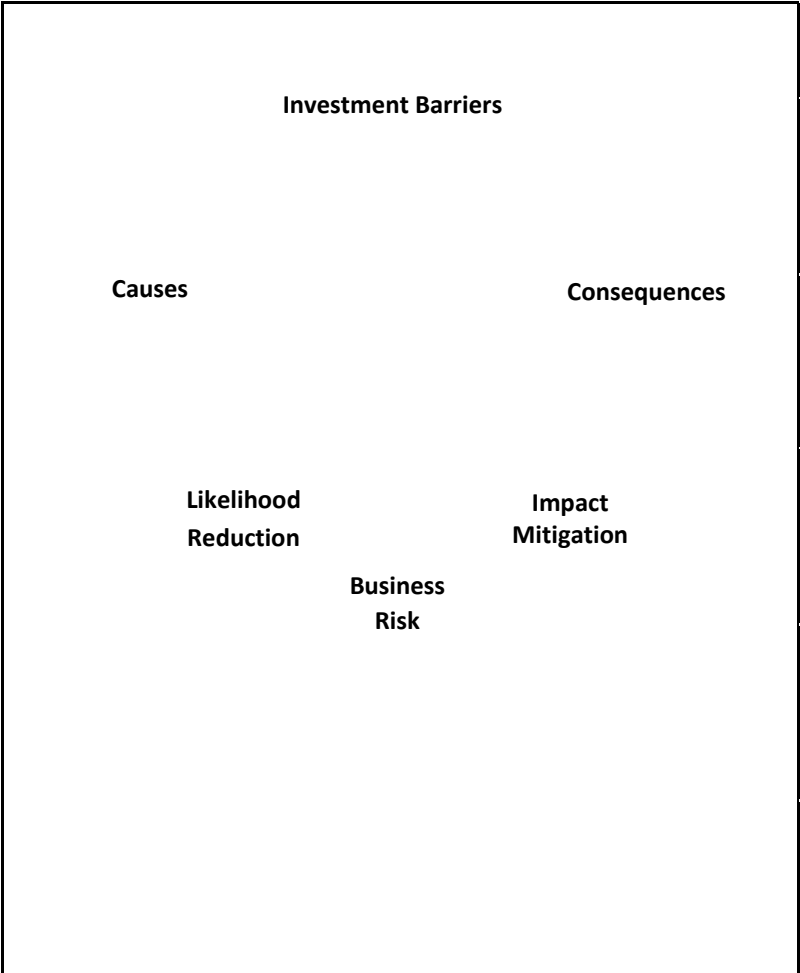 Investment Barriers
Causes
Consequences
Likelihood
Reduction
Impact
Mitigation
Business
Risk